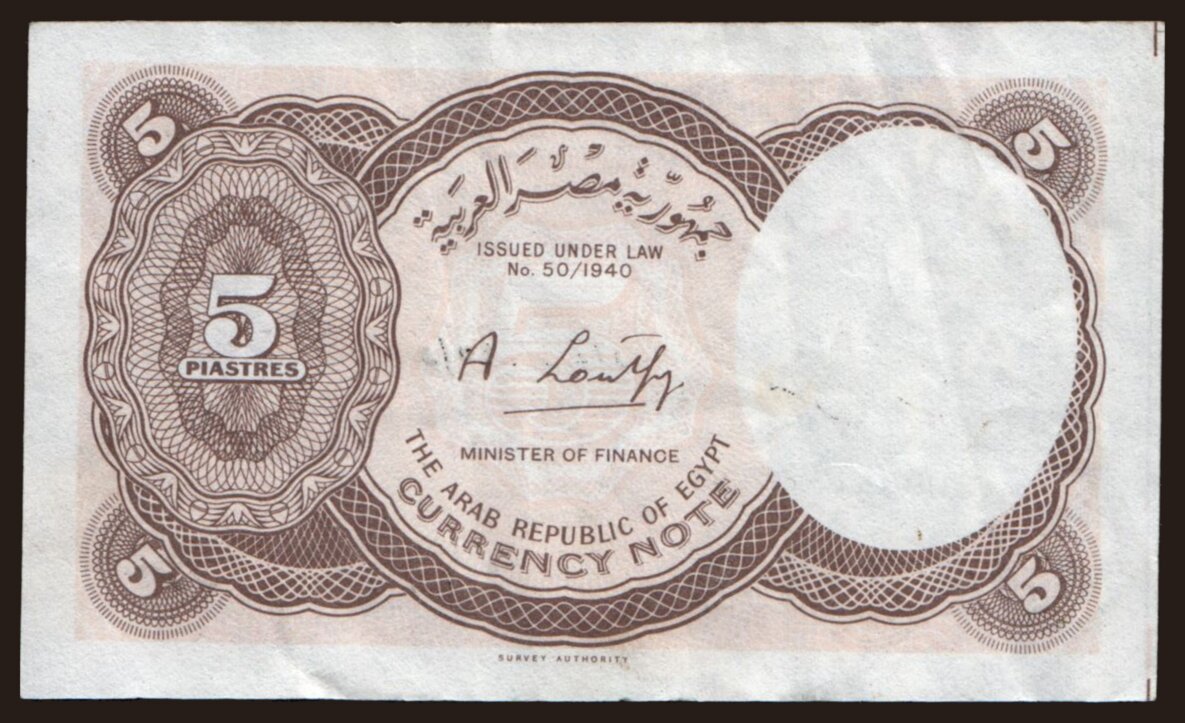 5
5
جمهوريّة مصر العربية
ISSUED UNDER LAW
No. 50/1940
5
PIASTRES
A. Loutfy
MINISTER OF FINANCE
THE ARAB REPUBLIC OF EGYPT
CURRENCY NOTE
5
5
SURVEY AUTHORITY